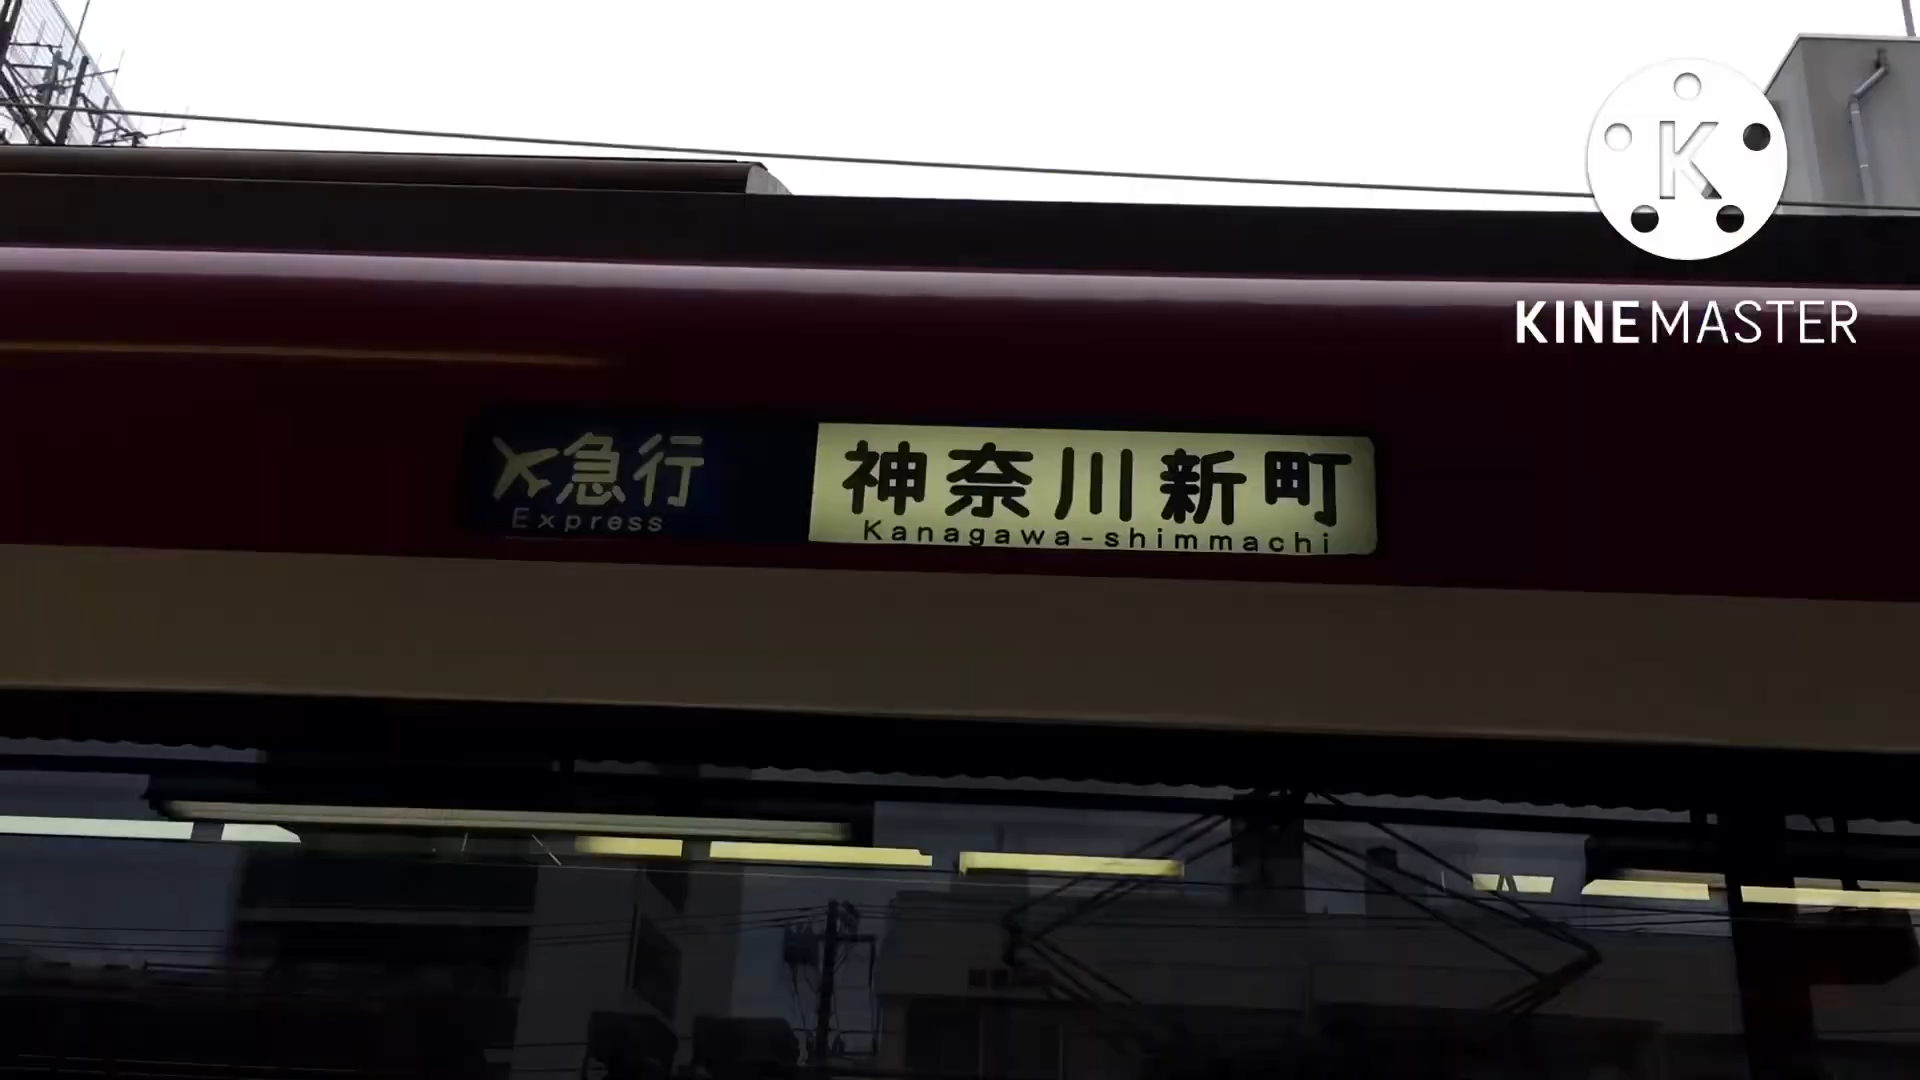 K
KINEMASTER
急行
Express
神奈川新町
Kanagawa-shimmachi